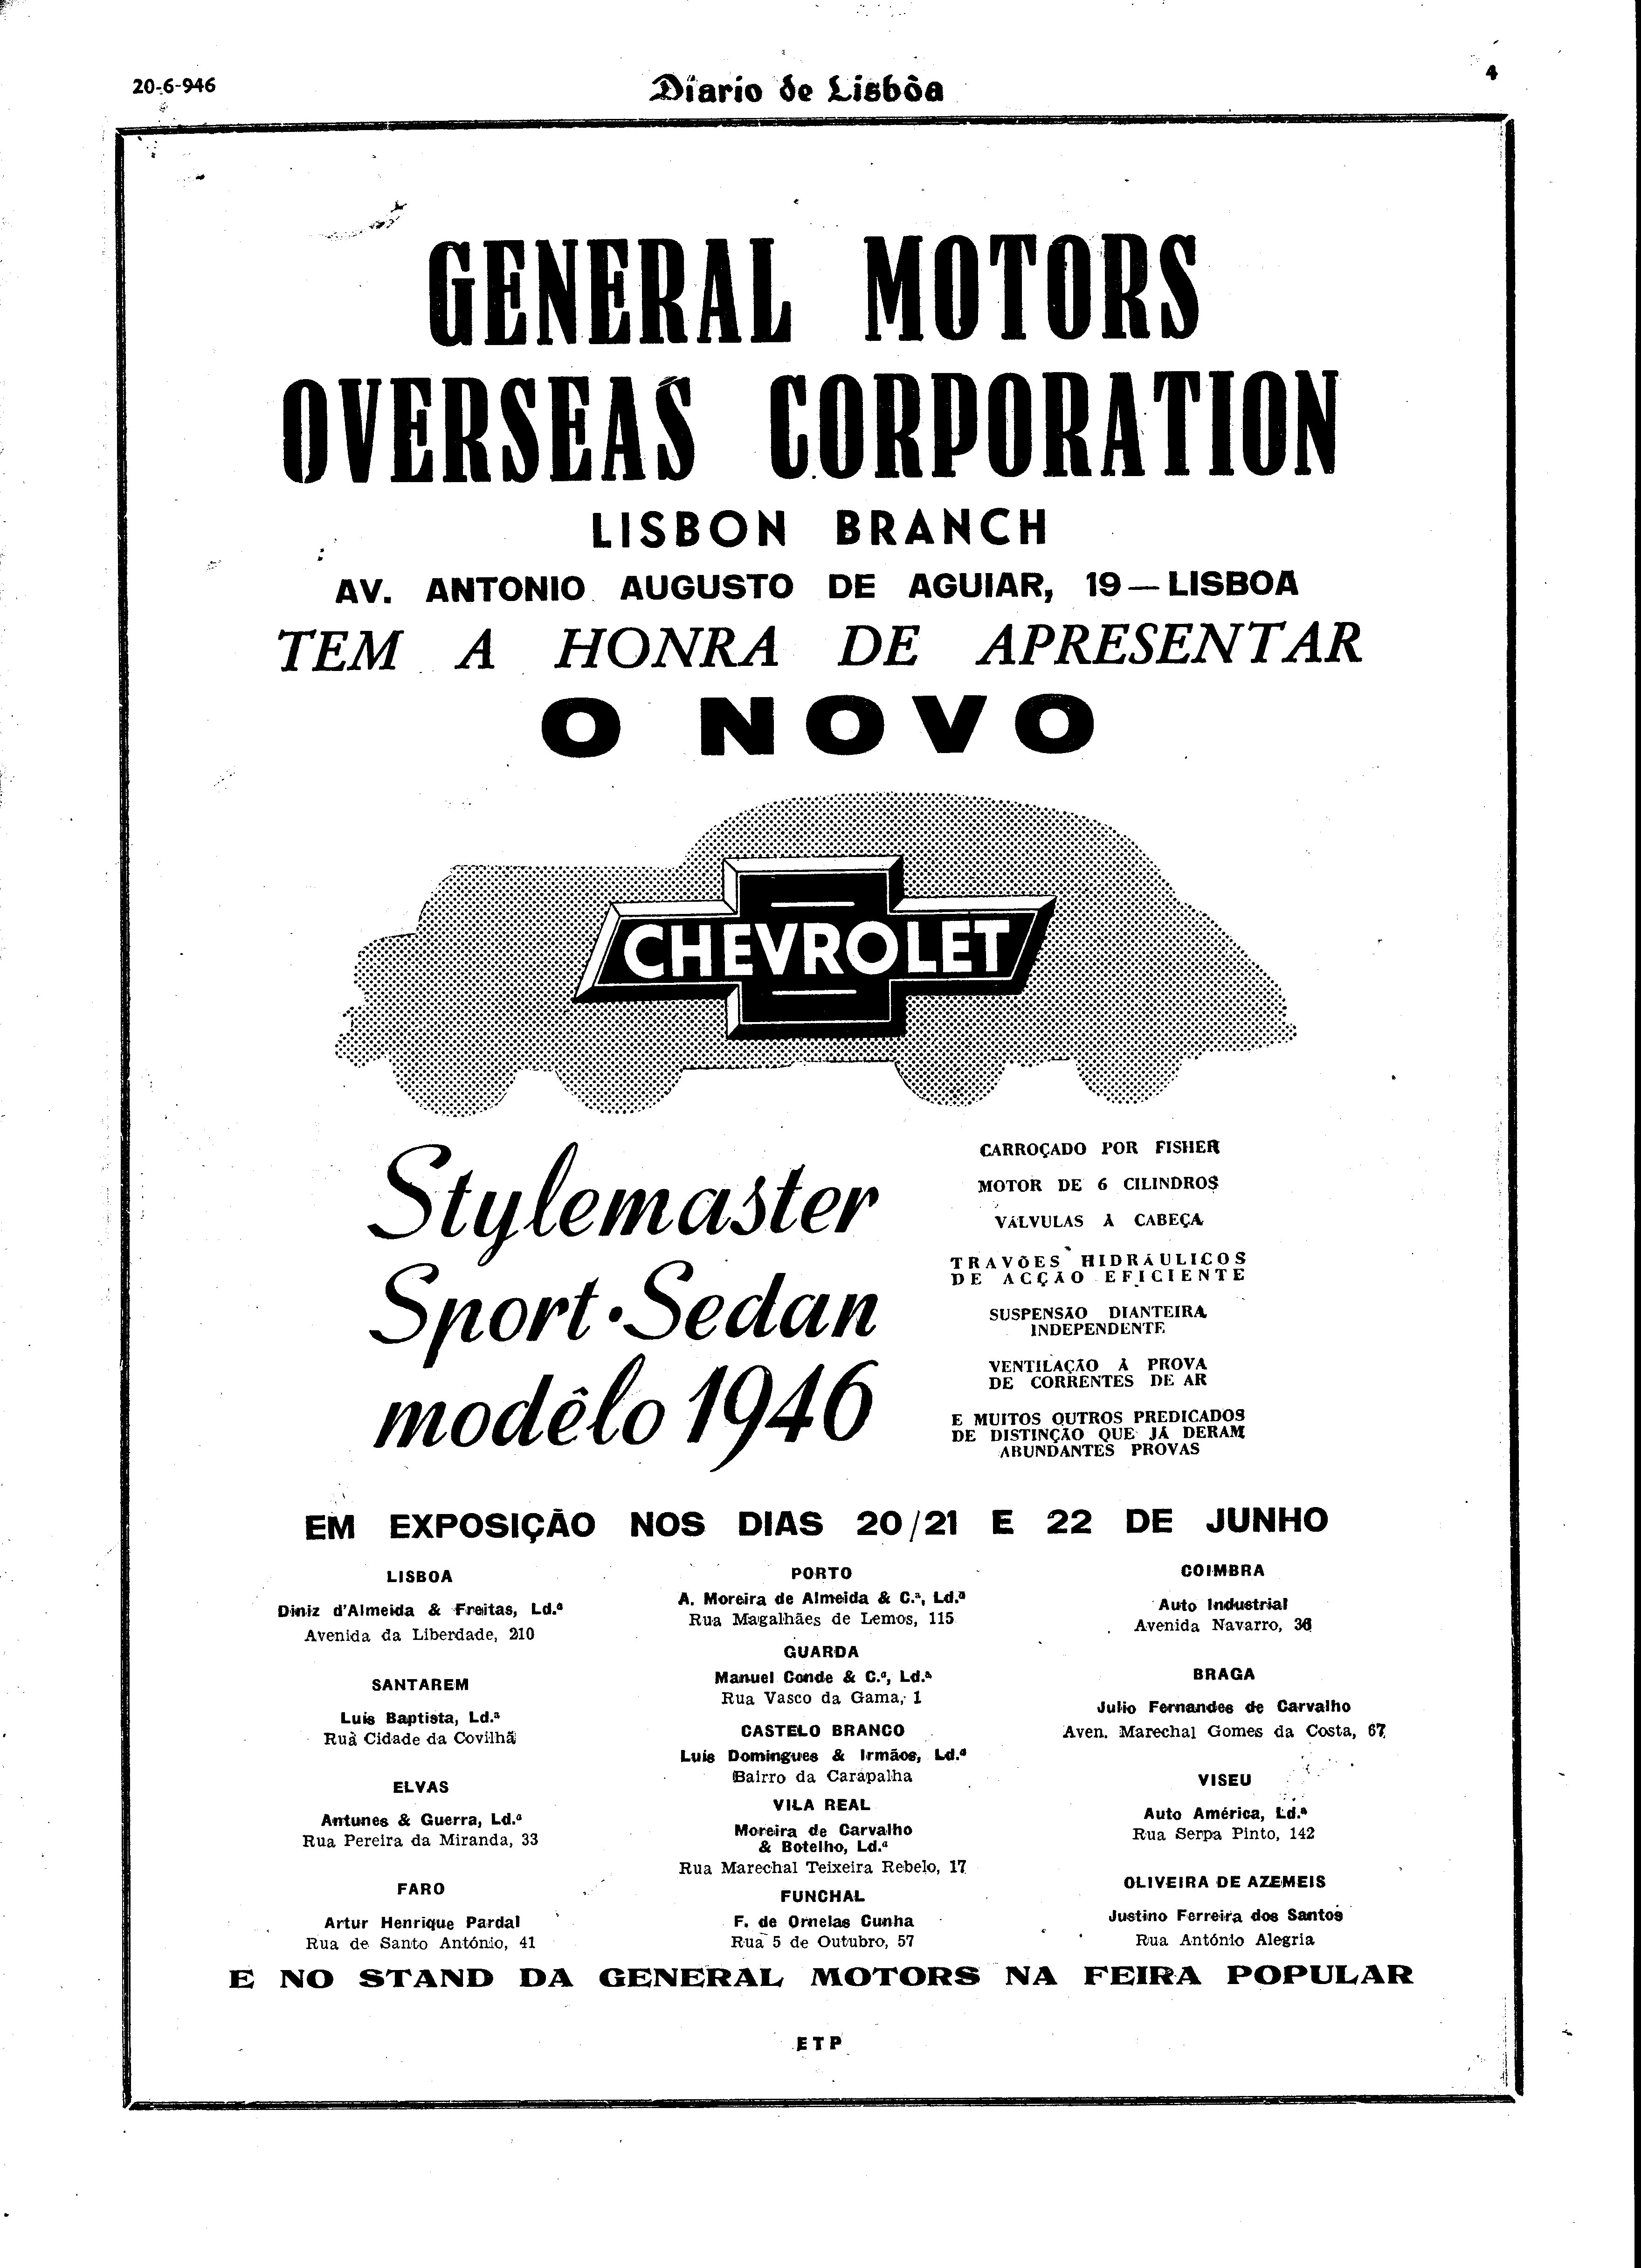 20-6-946
Diario de Lisbôa
4
GENERAL MOTORS
OVERSEAS CORPORATION
LISBON BRANCH
AV. ANTONIO AUGUSTO DE AGUIAR, 19 — LISBOA
TEM A HONRA DE APRESENTAR
O NOVO
CHEVROLET
Stylemaster
Sport-Sedan
modêlo 1946
CARROÇADO POR FISHER
MOTOR DE 6 CILINDROS
VÁLVULAS À CABEÇA
TRAVÕES HIDRÁULICOS
DE ACÇÃO EFICIENTE
SUSPENSÃO DIANTEIRA
INDEPENDENTE
VENTILAÇÃO À PROVA
DE CORRENTES DE AR
E MUITOS OUTROS PREDICADOS
DE DISTINÇÃO QUE JÁ DERAM
ABUNDANTES PROVAS
EM EXPOSIÇÃO NOS DIAS 20/21 E 22 DE JUNHO
LISBOA
Diniz d'Almeida & Freitas, Ld.ª
Avenida da Liberdade, 210
SANTAREM
Luís Baptista, Ld.ª
Rua Cidade da Covilhã
ELVAS
Antunes & Guerra, Ld.ª
Rua Pereira da Miranda, 33
FARO
Artur Henrique Pardal
Rua de Santo António, 41
PORTO
A. Moreira de Almeida & C.ª, Ld.ª
Rua Magalhães de Lemos, 115
GUARDA
Manuel Conde & C.ª, Ld.ª
Rua Vasco da Gama, 1
CASTELO BRANCO
Luís Domingues & Irmãos, Ld.ª
Bairro da Carapalha
VILA REAL
Moreira de Carvalho
& Botelho, Ld.ª
Rua Marechal Teixeira Rebelo, 17
FUNCHAL
F. de Ornelas Cunha
Rua 5 de Outubro, 57
COIMBRA
Auto Industrial
Avenida Navarro, 36
BRAGA
Julio Fernandes de Carvalho
Aven. Marechal Gomes da Costa, 67
VISEU
Auto América, Ld.ª
Rua Serpa Pinto, 142
OLIVEIRA DE AZEMEIS
Justino Ferreira dos Santos
Rua António Alegria
E NO STAND DA GENERAL MOTORS NA FEIRA POPULAR
ETP